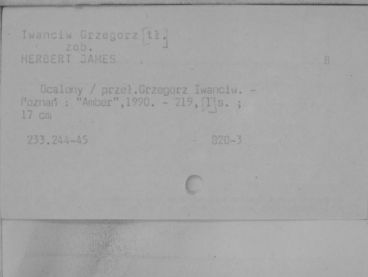 Iwanciw Grzegorz [tł.]
zob.
HERBERT JAMES B
Ocalony / przeł.Grzegorz Iwanciw. -
Poznań : "Amber",1990. - 219,[1]s. ;
17 cm
233.244-45 820-3